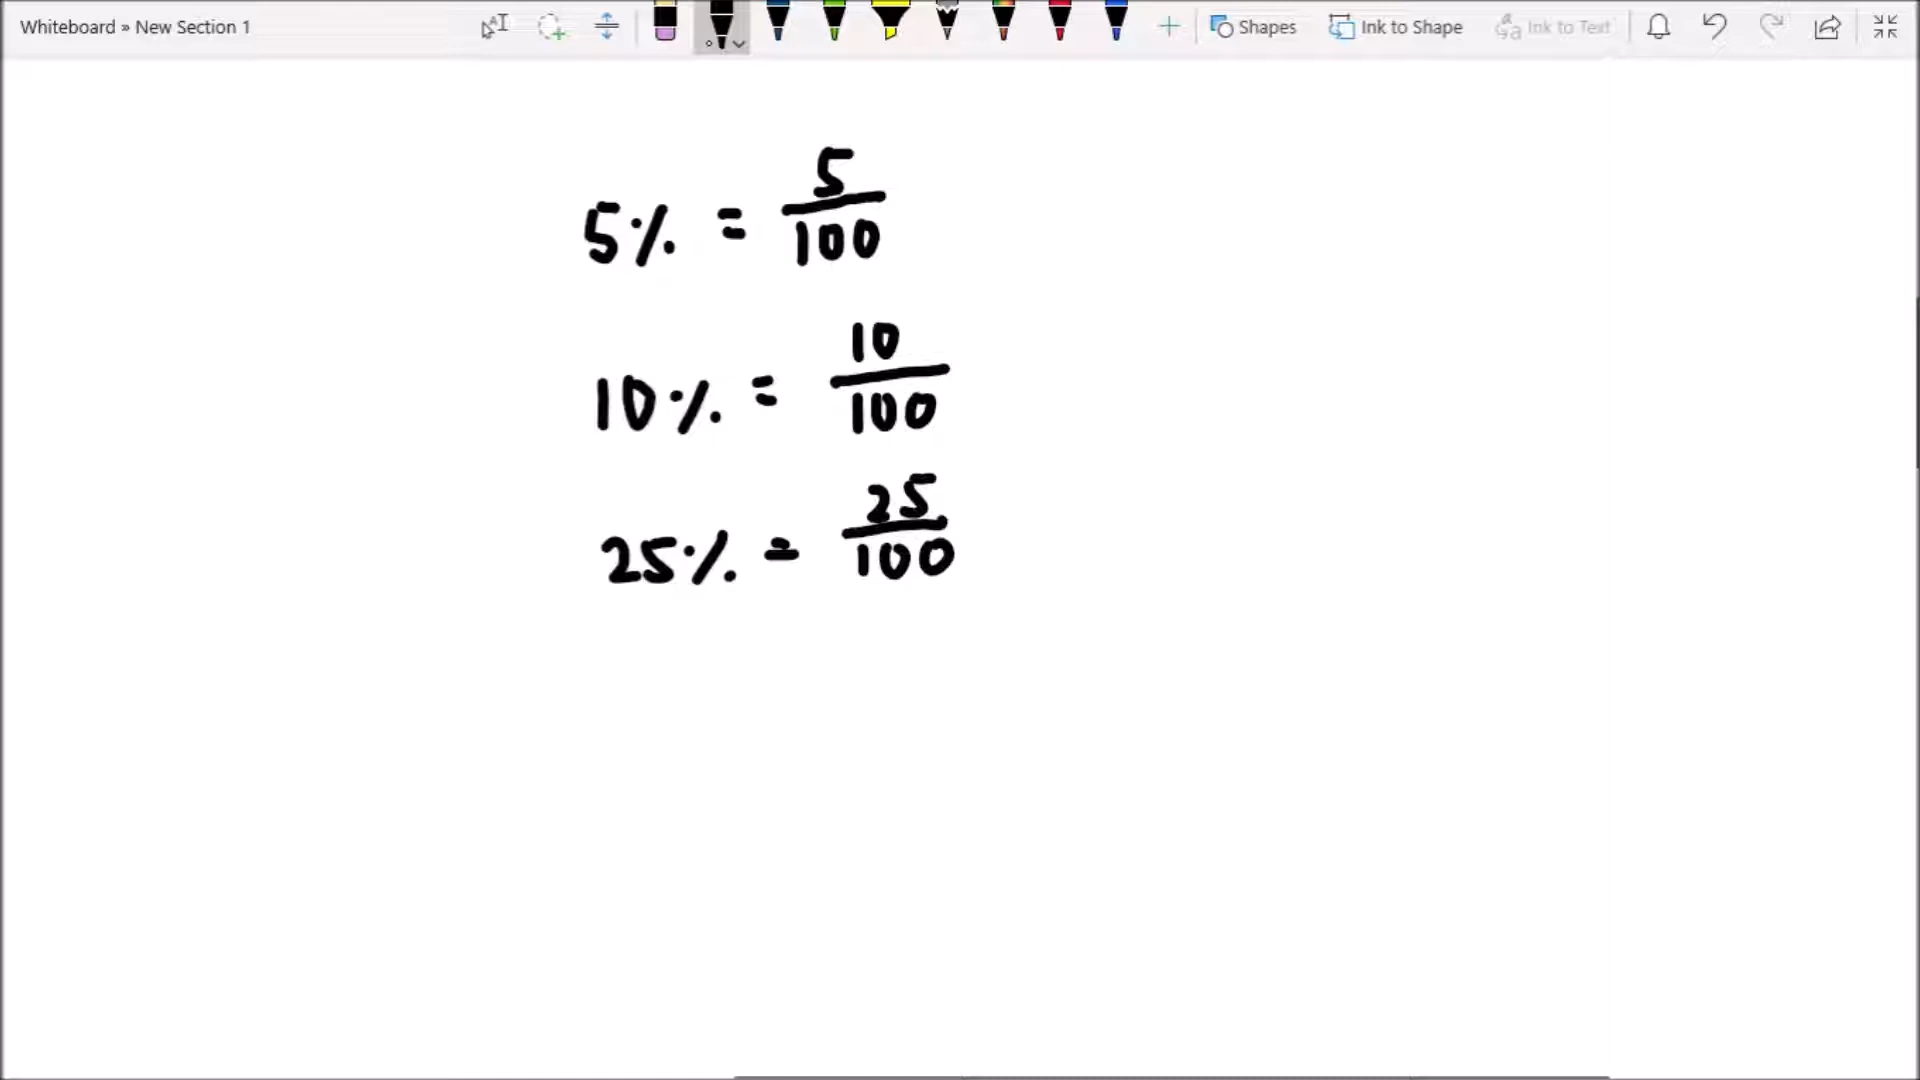 Whiteboard » New Section 1
Shapes
Ink to Shape
Ink to Text
5% = 5/100
10% = 10/100
25% = 25/100